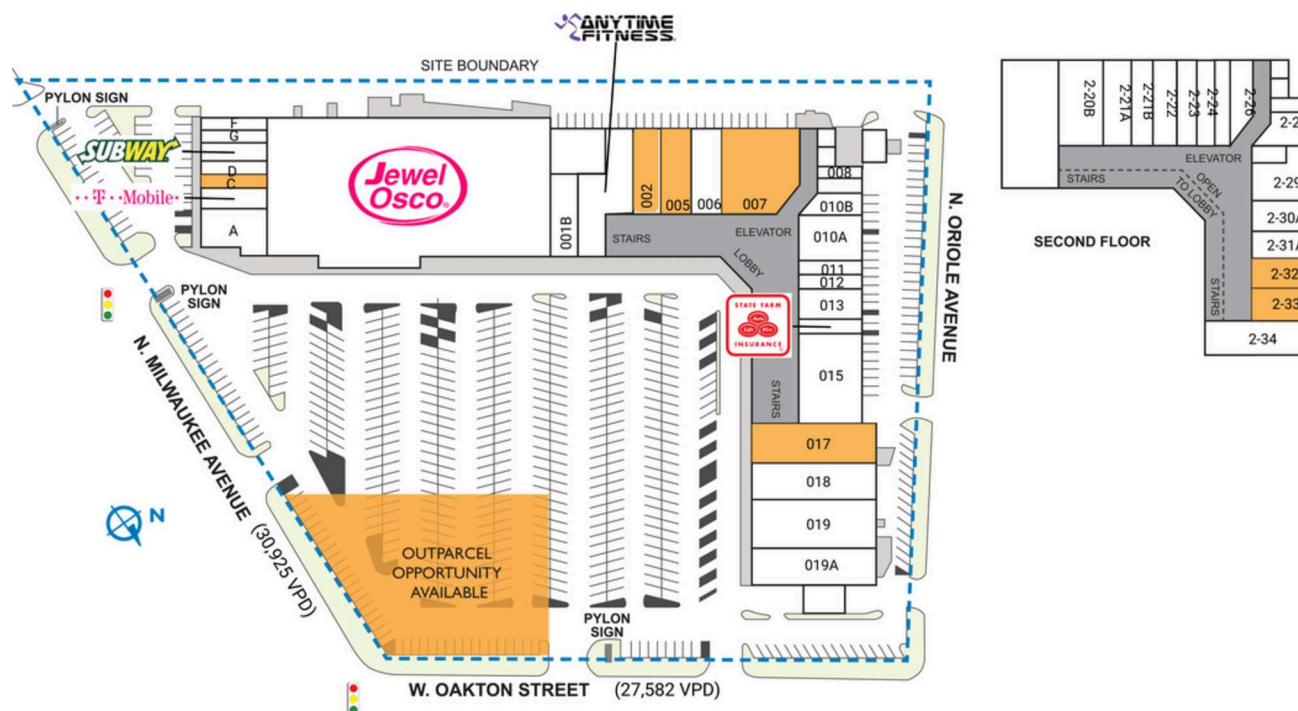 ANYTIME
FITNESS
SITE BOUNDARY
PYLON SIGN
SUBWAY
T · · Mobile ·
F
G
D
C
A
Jewel
Osco
001B
002
005
006
007
008
010B
010A
011
012
013
015
017
018
019
019A
STAIRS
ELEVATOR
LOBBY
STATE FARM
INSURANCE
STAIRS
PYLON
SIGN
N. ORIOLE AVENUE
N. MILWAUKEE AVENUE
(30,925 VPD)
N
OUTPARCEL
OPPORTUNITY
AVAILABLE
PYLON
SIGN
W. OAKTON STREET
(27,582 VPD)
2-20B
2-21A
2-21B
2-22
2-23
2-24
2-26
ELEVATOR
STAIRS
OPEN
TO LOBBY
STAIRS
2-29
2-30A
2-31A
2-32
2-33
2-34
SECOND FLOOR